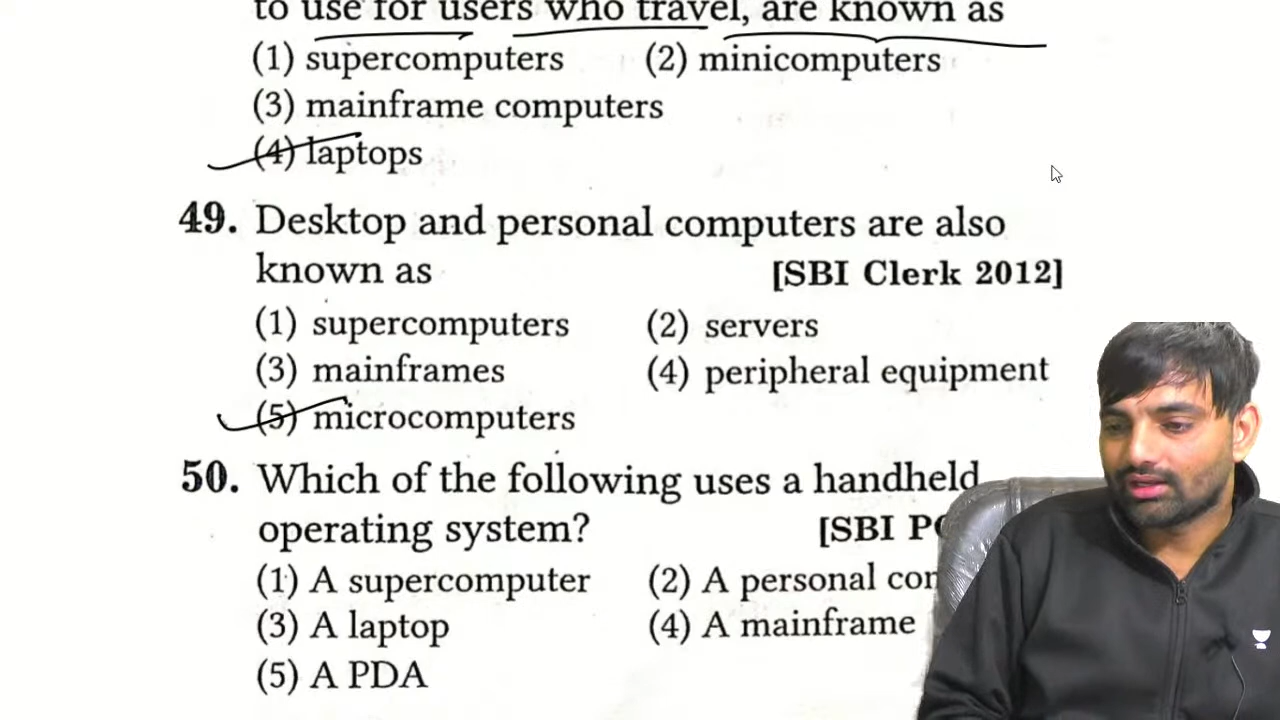 to use for users who travel, are known as
(1) supercomputers (2) minicomputers
(3) mainframe computers
(4) laptops
49. Desktop and personal computers are also
known as [SBI Clerk 2012]
(1) supercomputers (2) servers
(3) mainframes (4) peripheral equipment
(5) microcomputers
50. Which of the following uses a handheld
operating system? [SBI
(1) A supercomputer (2) A personal
(3) A laptop (4) A mainframe
(5) A PDA